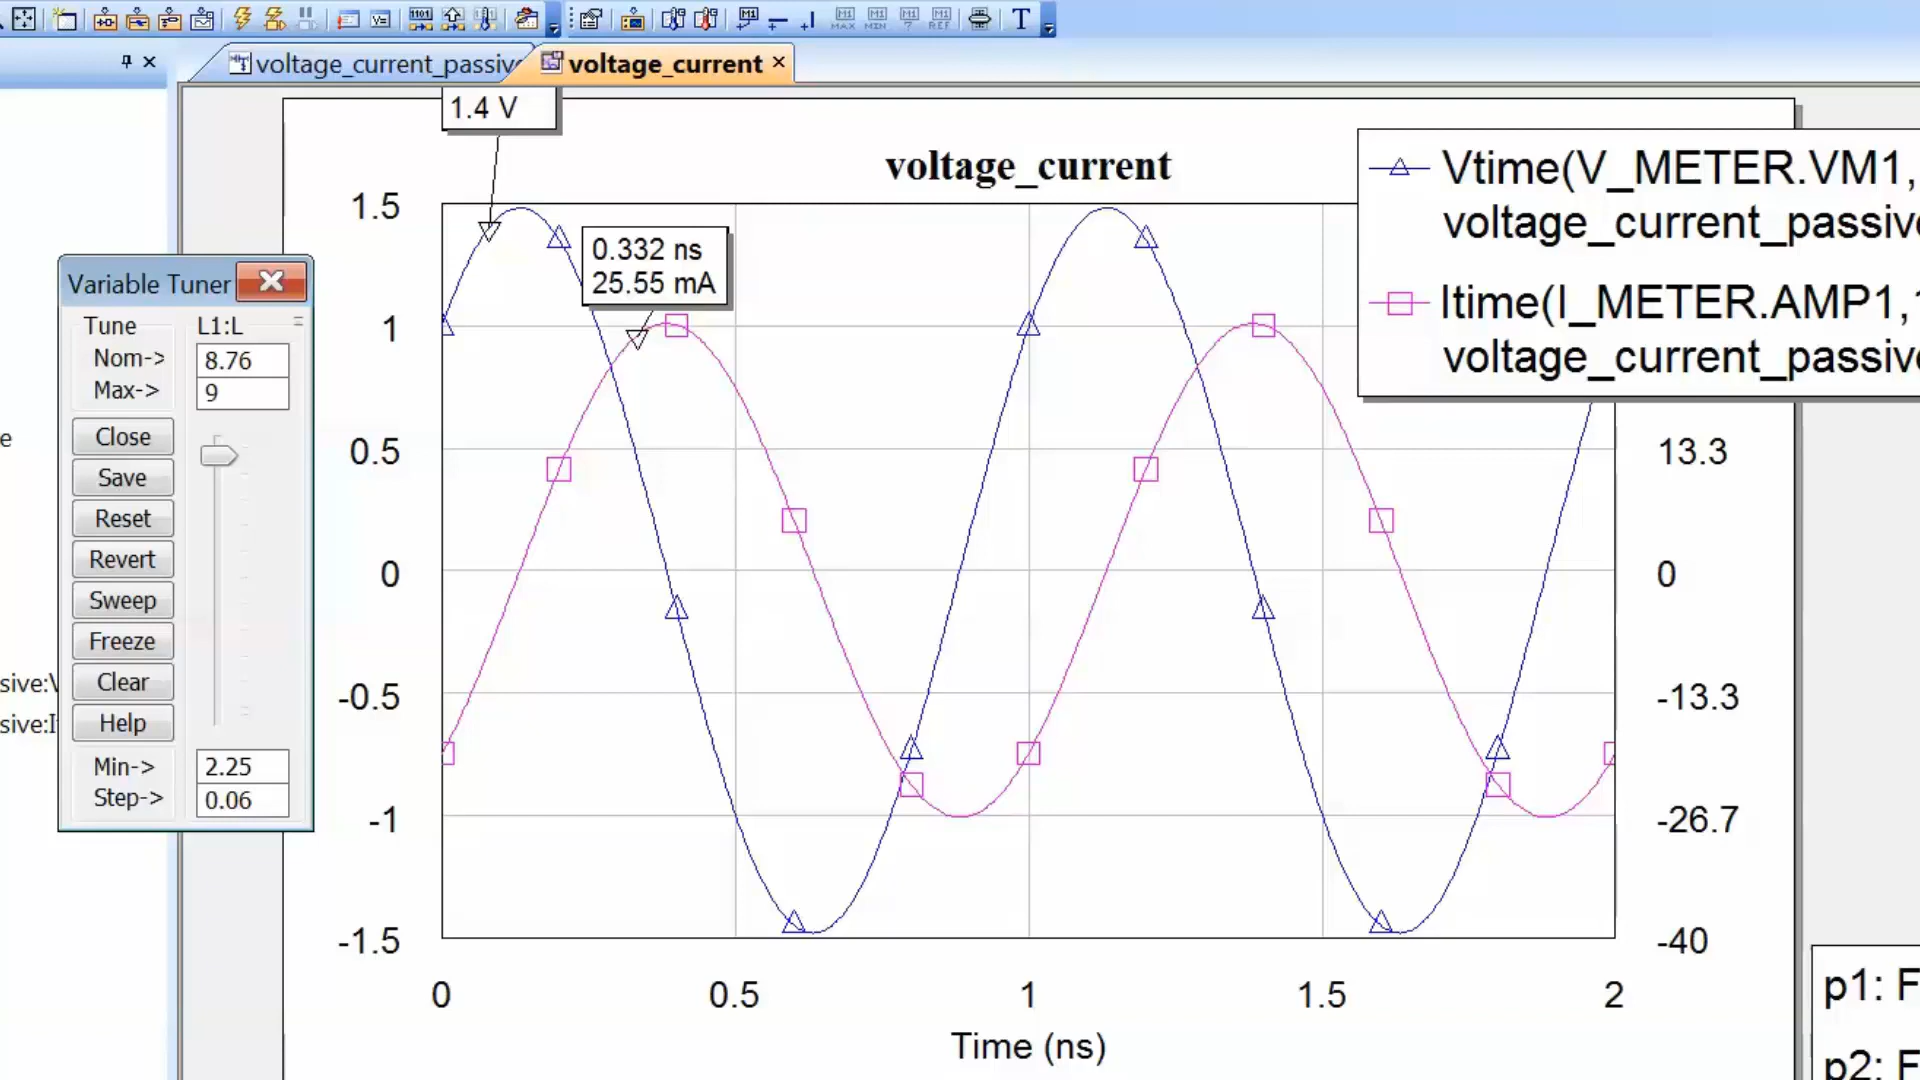 voltage_current_passiv
voltage_current
1.4 V
voltage_current
Vtime(V_METER.VM1,
voltage_current_passive
Itime(I_METER.AMP1,1
voltage_current_passive
0.332 ns
25.55 mA
Variable Tuner
Tune
L1:L
Nom->
8.76
Max->
9
Close
Save
Reset
Revert
Sweep
Freeze
Clear
Help
Min->
2.25
Step->
0.06
e
sive:V
sive:I
1.5
1
0.5
0
-0.5
-1
-1.5
13.3
0
-13.3
-26.7
-40
0
0.5
1
1.5
2
Time (ns)
p1: F
p2: F